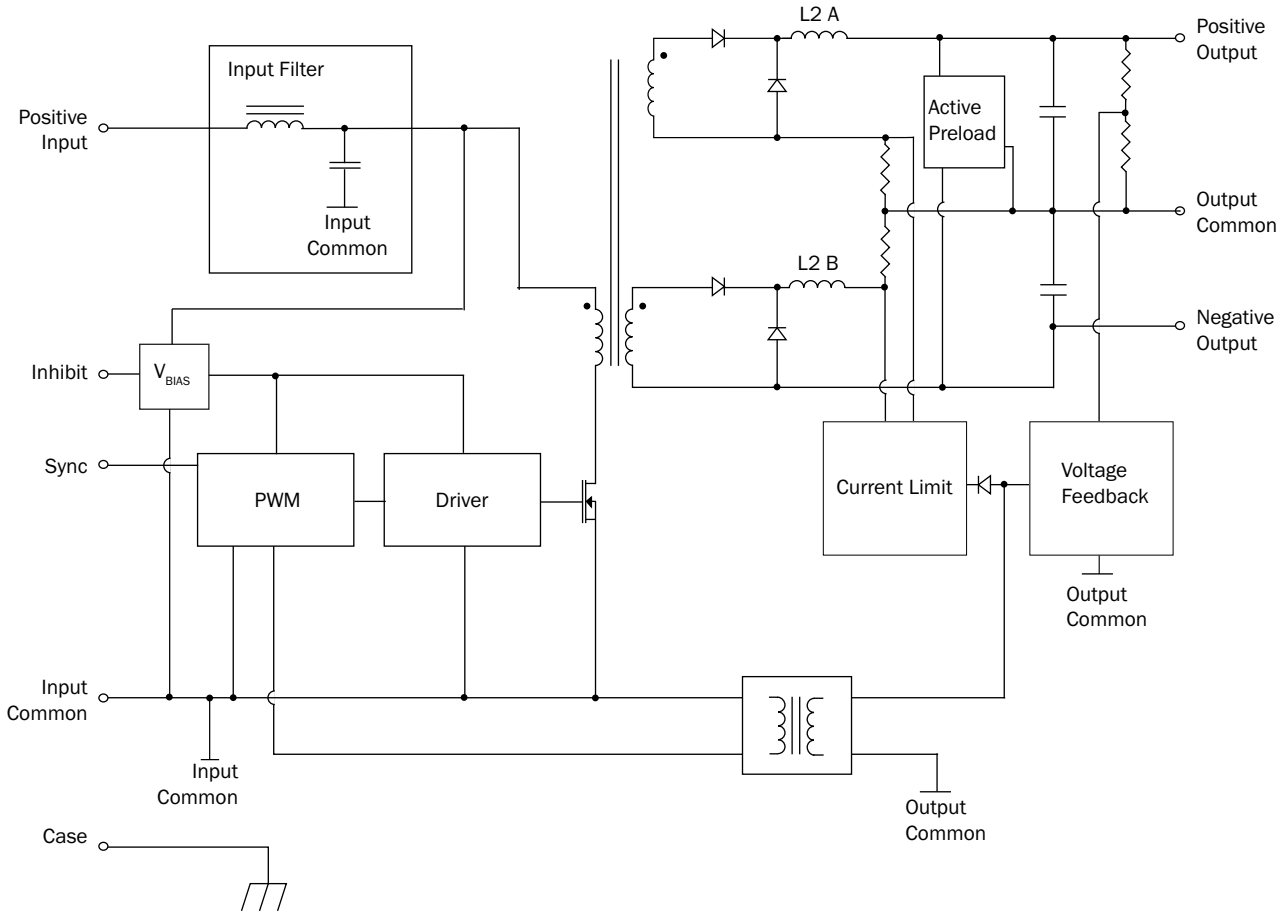 L2 A
Positive
Output
Input Filter
Positive
Input
Active
Preload
Input
Common
Output
Common
L2 B
Negative
Output
Inhibit
VBIAS
Sync
PWM
Driver
Current Limit
Voltage
Feedback
Output
Common
Input
Common
Input
Common
Output
Common
Case